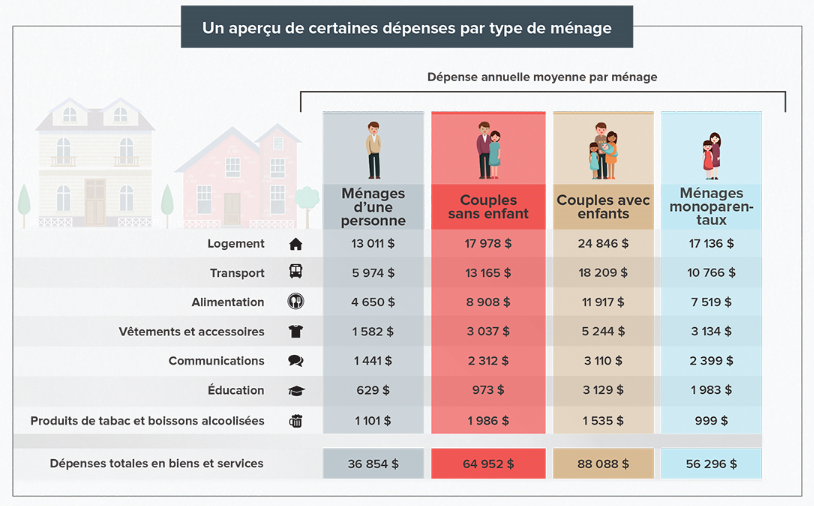 Un aperçu de certaines dépenses par type de ménage
Dépense annuelle moyenne par ménage
Ménages d'une personne
Couples sans enfant
Couples avec enfants
Ménages monoparen-taux
Logement 13 011 $ 17 978 $ 24 846 $ 17 136 $
Transport 5 974 $ 13 165 $ 18 209 $ 10 766 $
Alimentation 4 650 $ 8 908 $ 11 917 $ 7 519 $
Vêtements et accessoires 1 582 $ 3 037 $ 5 244 $ 3 134 $
Communications 1 441 $ 2 312 $ 3 110 $ 2 399 $
Éducation 629 $ 973 $ 3 129 $ 1 983 $
Produits de tabac et boissons alcoolisées 1 101 $ 1 986 $ 1 535 $ 999 $
Dépenses totales en biens et services 36 854 $ 64 952 $ 88 088 $ 56 296 $